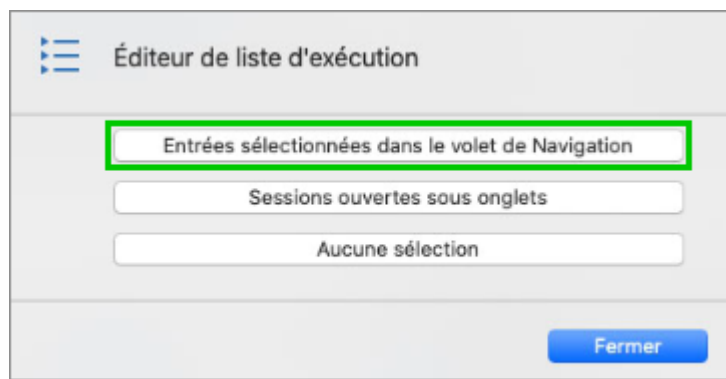 Éditeur de liste d'exécution
Entrées sélectionnées dans le volet de Navigation
Sessions ouvertes sous onglets
Aucune sélection
Fermer